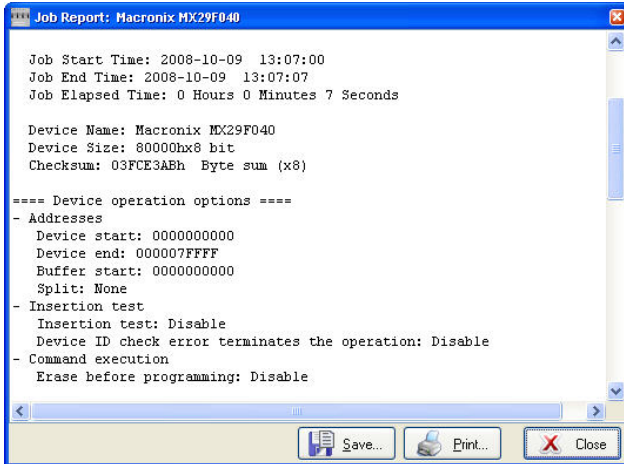 Job Report: Macronix MX29F040
Job Start Time: 2008-10-09 13:07:00
Job End Time: 2008-10-09 13:07:07
Job Elapsed Time: 0 Hours 0 Minutes 7 Seconds
Device Name: Macronix MX29F040
Device Size: 80000hx8 bit
Checksum: 03FCE3ABh Byte sum (x8)
==== Device operation options ====
- Addresses
Device start: 0000000000
Device end: 000007FFFF
Buffer start: 0000000000
Split: None
- Insertion test
Insertion test: Disable
Device ID check error terminates the operation: Disable
- Command execution
Erase before programming: Disable
Save... Print... Close